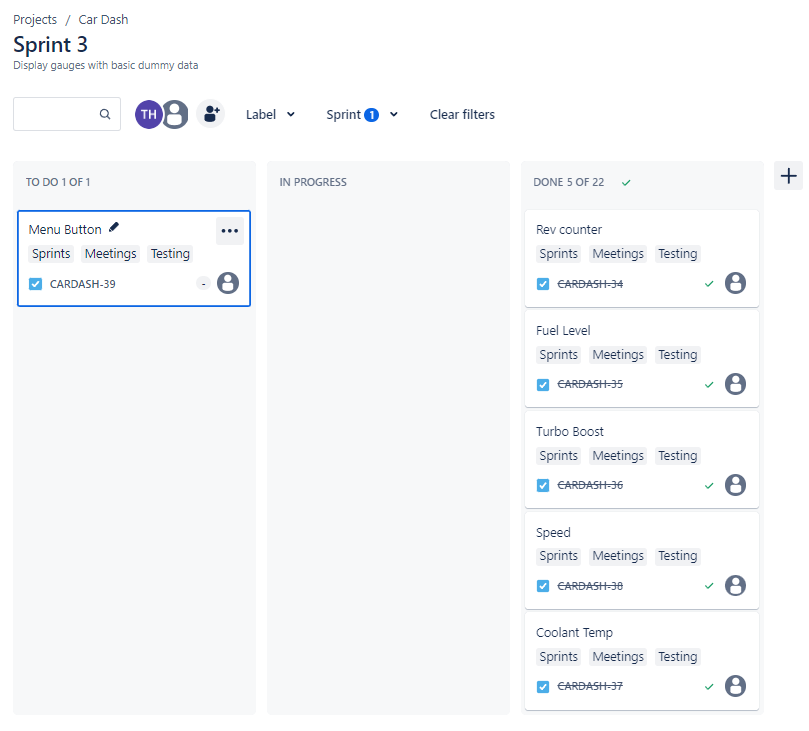 Projects / Car Dash
Sprint 3
Display gauges with basic dummy data
TH Label Sprint 1 Clear filters
TO DO 1 OF 1
Menu Button
Sprints Meetings Testing
CARDASH-39 -
IN PROGRESS
DONE 5 OF 22
Rev counter
Sprints Meetings Testing
CARDASH-34
Fuel Level
Sprints Meetings Testing
CARDASH-35
Turbo Boost
Sprints Meetings Testing
CARDASH-36
Speed
Sprints Meetings Testing
CARDASH-38
Coolant Temp
Sprints Meetings Testing
CARDASH-37